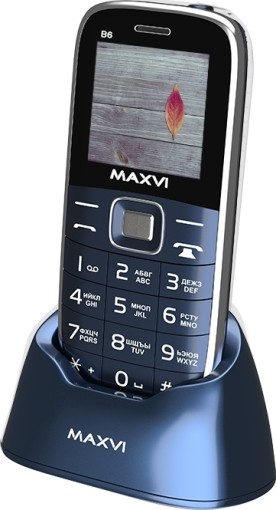 B6
MAXVI
1
2 АБВГ ABC
3 ДЕЖЗ DEF
4 ИЙКЛ GHI
5 МНОП JKL
6 РСТУ MNO
7 ФХЦЧ PQRS
8 ШЩЪЫ TUV
9 ЬЭЮЯ WXYZ
* +
0
#
MAXVI